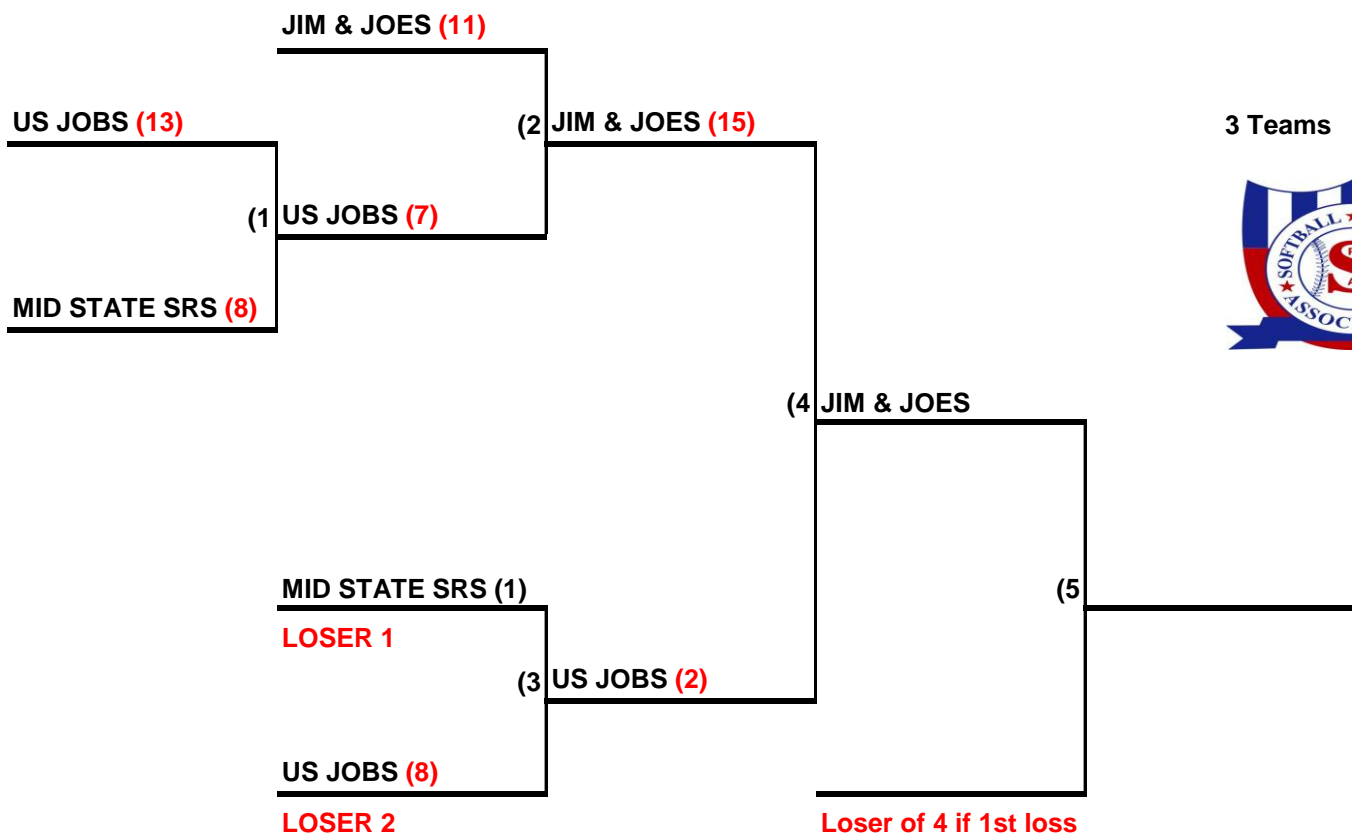 JIM & JOES (11)
US JOBS (13)
(2 JIM & JOES (15)
3 Teams
(1 US JOBS (7)
MID STATE SRS (8)
SOFTBALL
(4 JIM & JOES
MID STATE SRS (1)
(5
LOSER 1
(3 US JOBS (2)
US JOBS (8)
LOSER 2
Loser of 4 if 1st loss